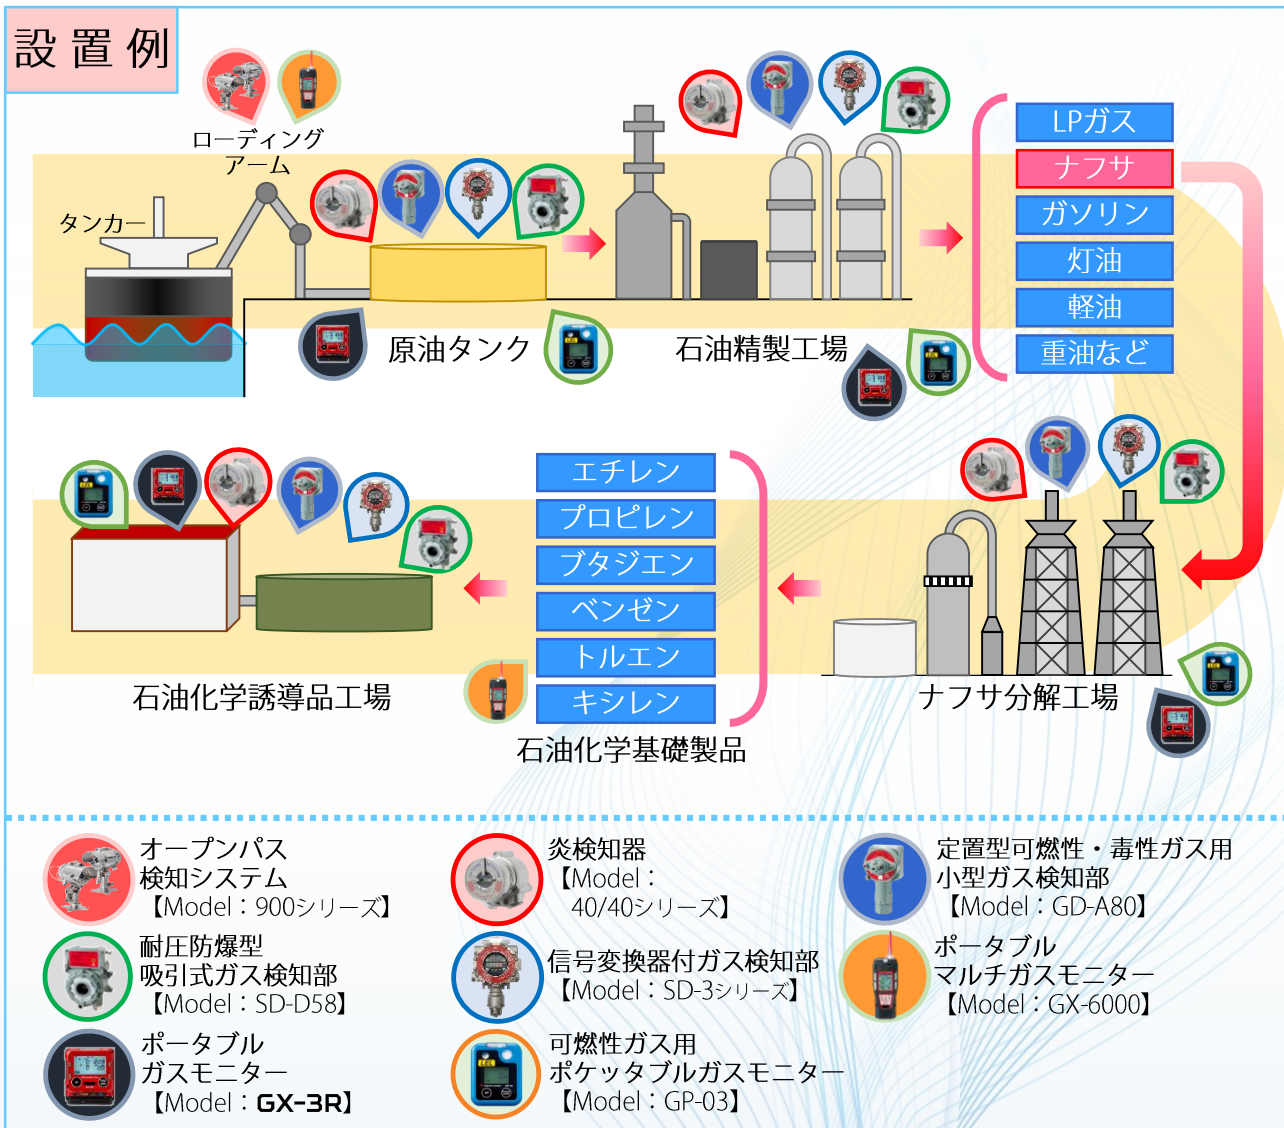 設置例
ローディング
アーム
タンカー
原油タンク
石油精製工場
LPガス
ナフサ
ガソリン
灯油
軽油
重油など
エチレン
プロピレン
ブタジエン
ベンゼン
トルエン
キシレン
石油化学誘導品工場
石油化学基礎製品
ナフサ分解工場
オープンパス
検知システム
【Model：900シリーズ】
炎検知器
【Model：
40/40シリーズ】
定置型可燃性・毒性ガス用
小型ガス検知部
【Model：GD-A80】
耐圧防爆型
吸引式ガス検知部
【Model：SD-D58】
信号変換器付ガス検知部
【Model：SD-3シリーズ】
ポータブル
マルチガスモニター
【Model：GX-6000】
ポータブル
ガスモニター
【Model：GX-3R】
可燃性ガス用
ポケッタブルガスモニター
【Model：GP-03】